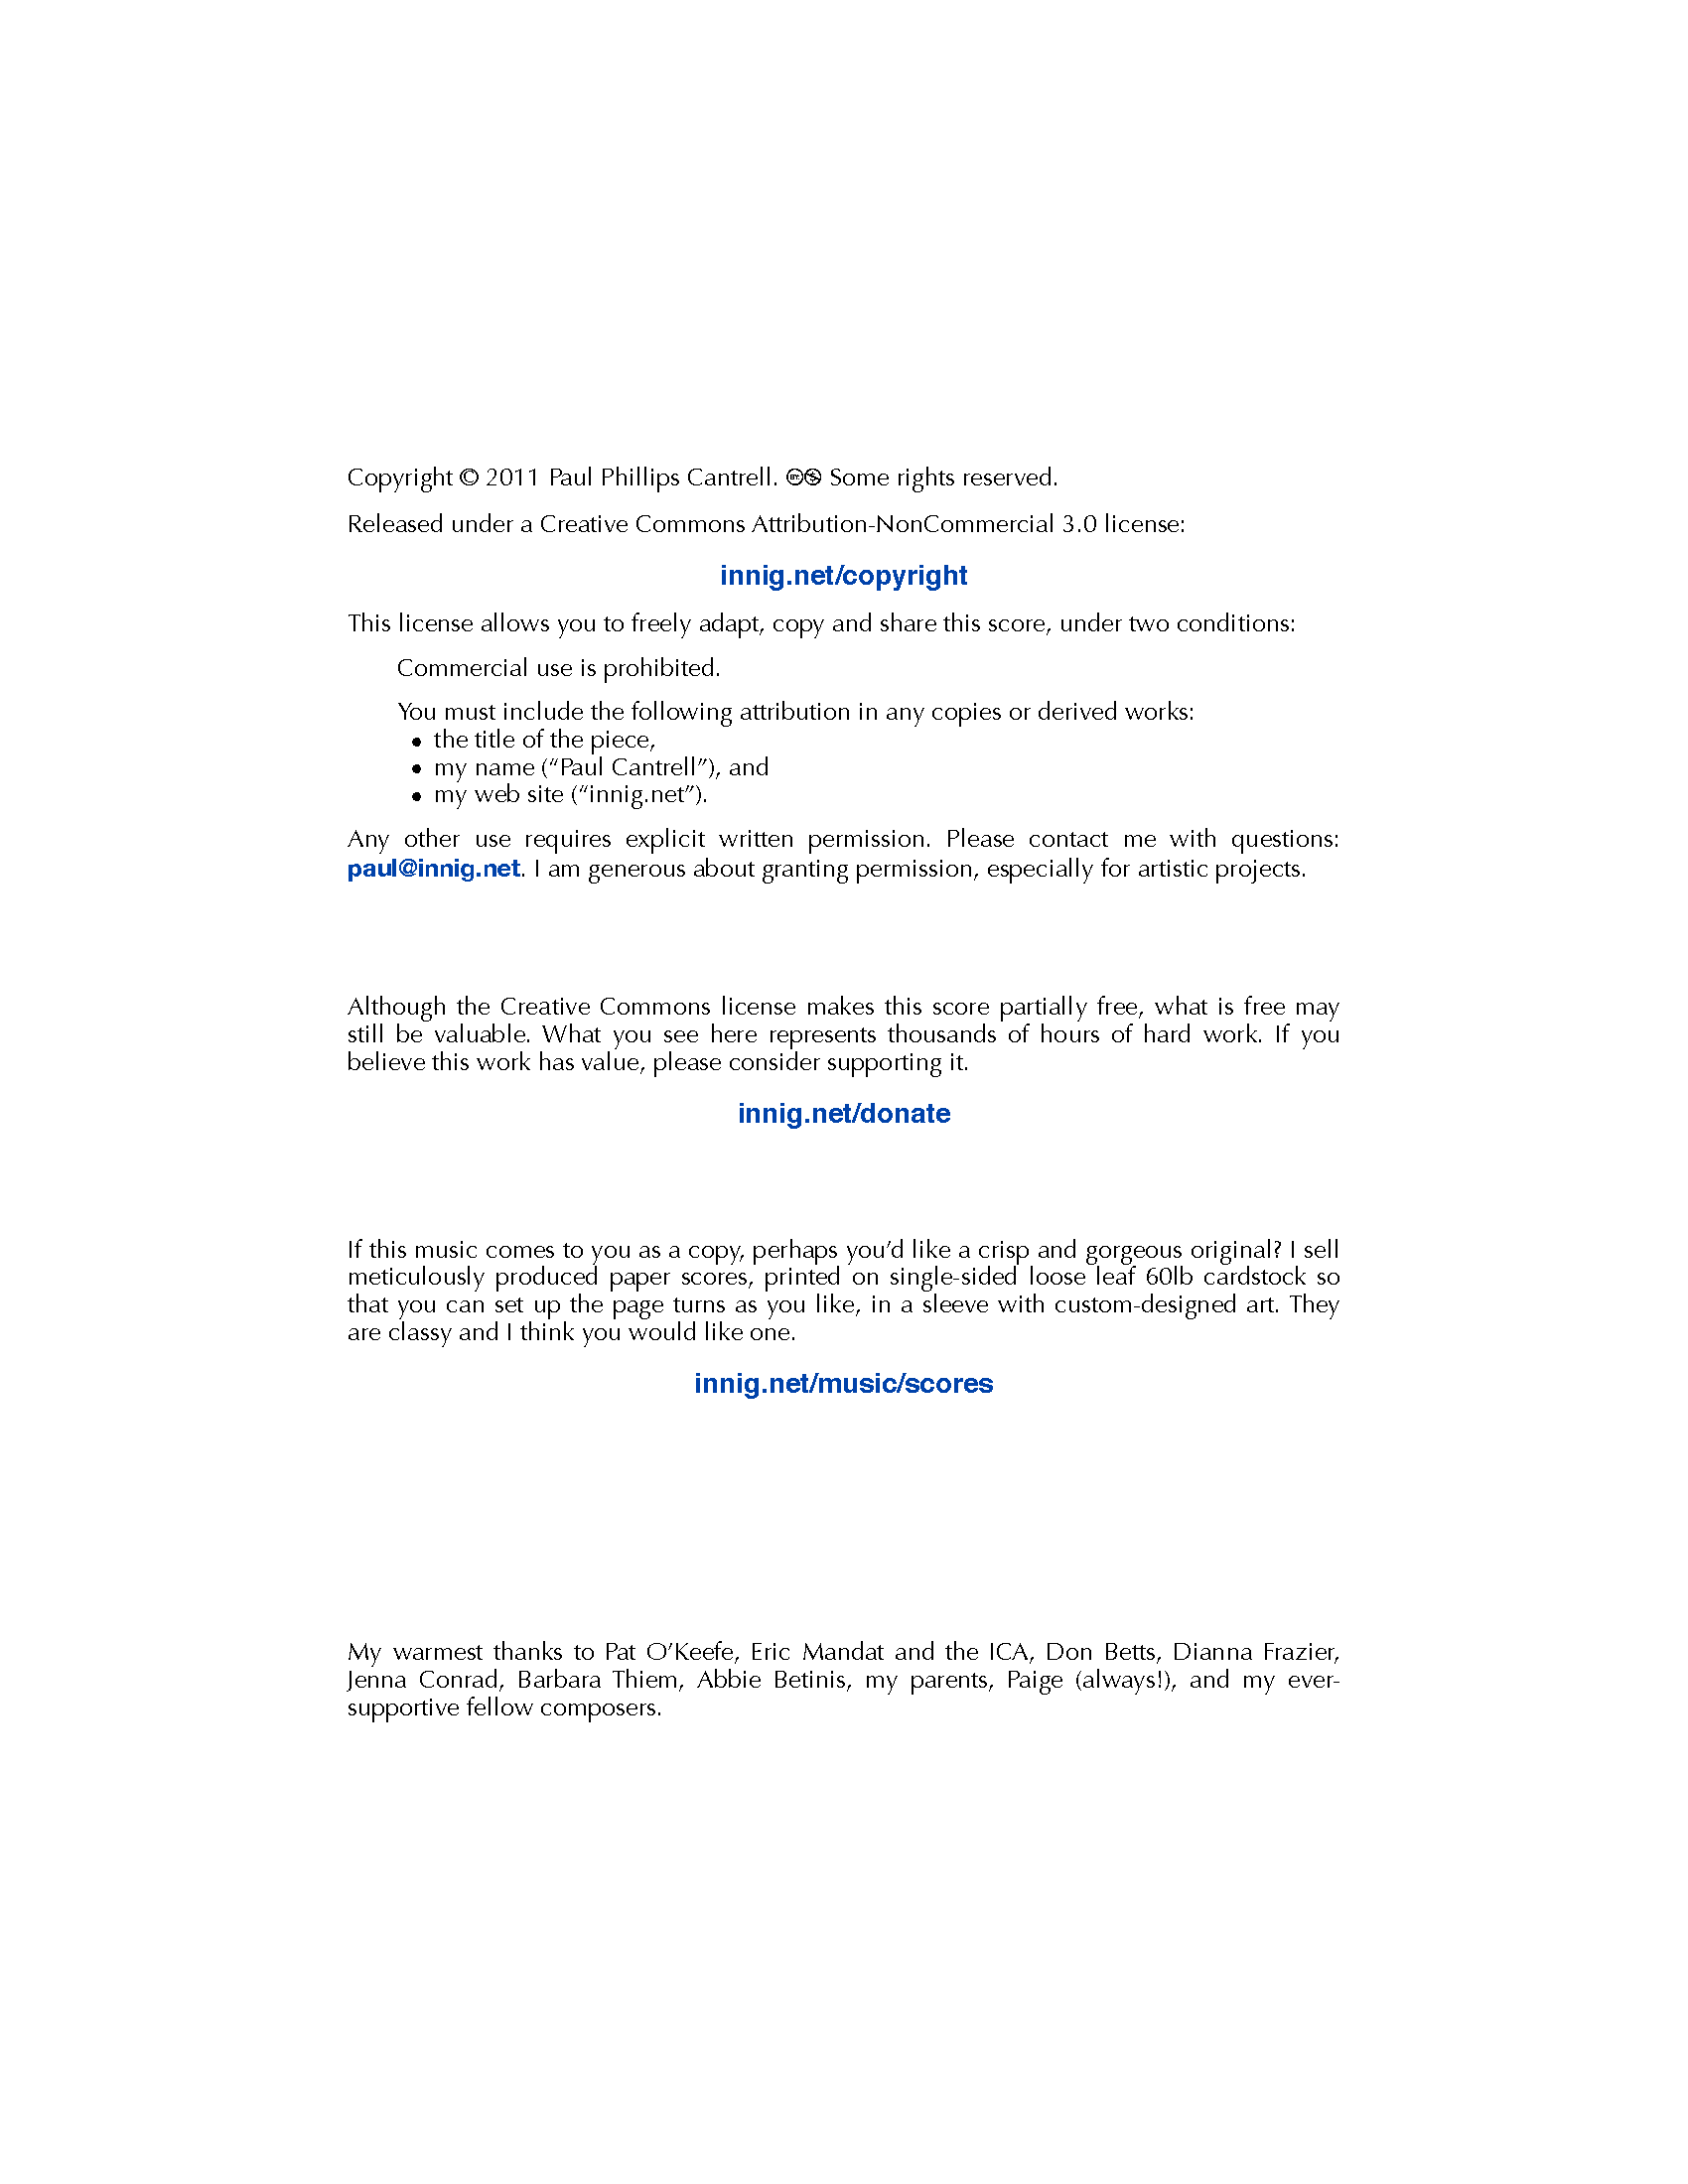 Copyright © 2011 Paul Phillips Cantrell. Some rights reserved.
Released under a Creative Commons Attribution-NonCommercial 3.0 license:
innig.net/copyright
This license allows you to freely adapt, copy and share this score, under two conditions:
Commercial use is prohibited.
You must include the following attribution in any copies or derived works:
• the title of the piece,
• my name (“Paul Cantrell”), and
• my web site (“innig.net”).
Any other use requires explicit written permission. Please contact me with questions:
paul@innig.net. I am generous about granting permission, especially for artistic projects.
Although the Creative Commons license makes this score partially free, what is free may
still be valuable. What you see here represents thousands of hours of hard work. If you
believe this work has value, please consider supporting it.
innig.net/donate
If this music comes to you as a copy, perhaps you’d like a crisp and gorgeous original? I sell
meticulously produced paper scores, printed on single-sided loose leaf 60lb cardstock so
that you can set up the page turns as you like, in a sleeve with custom-designed art. They
are classy and I think you would like one.
innig.net/music/scores
My warmest thanks to Pat O’Keefe, Eric Mandat and the ICA, Don Betts, Dianna Frazier,
Jenna Conrad, Barbara Thiem, Abbie Betinis, my parents, Paige (always!), and my ever-
supportive fellow composers.